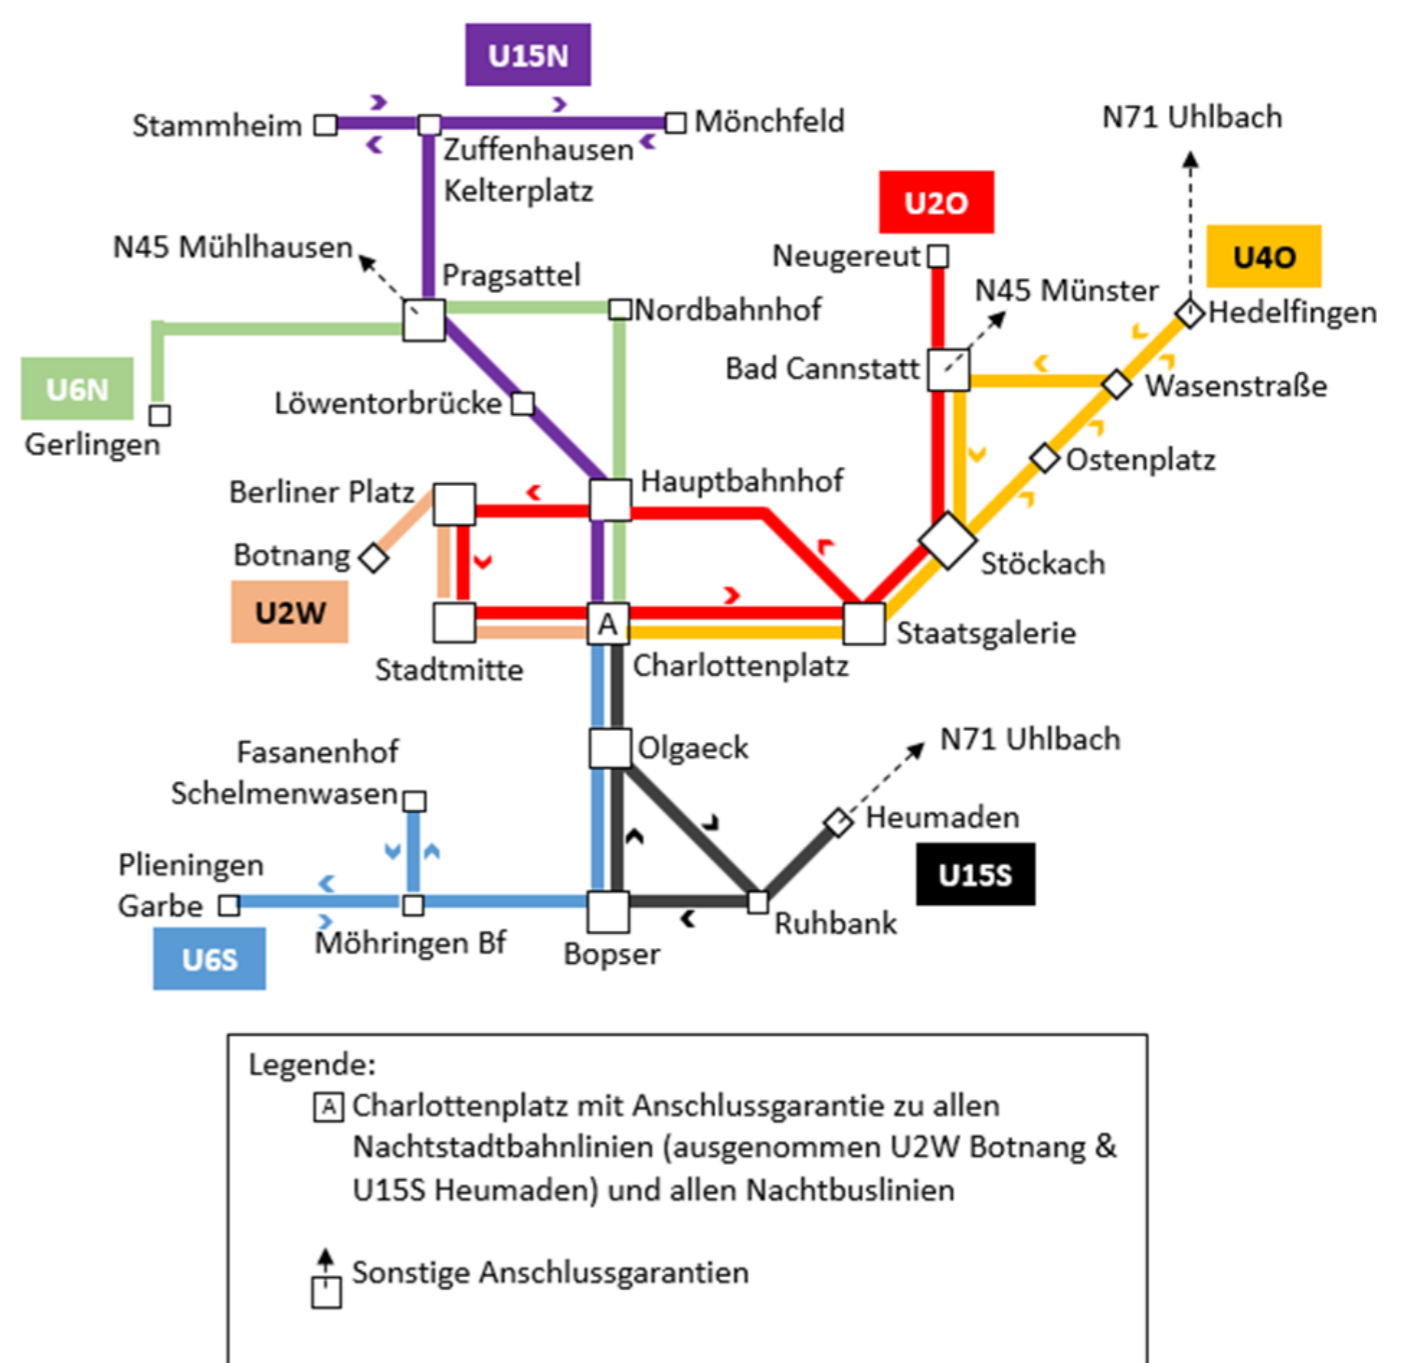 U15N
Stammheim
Mönchfeld
Zuffenhausen
Kelterplatz
N71 Uhlbach
U2O
N45 Mühlhausen
Pragsattel
Neugereut
U4O
N45 Münster
Nordbahnhof
Hedelfingen
U6N
Bad Cannstatt
Wasenstraße
Löwentorbrücke
Gerlingen
Ostenplatz
Berliner Platz
Hauptbahnhof
Botnang
Stöckach
U2W
A
Staatsgalerie
Stadtmitte
Charlottenplatz
Olgaeck
N71 Uhlbach
Fasanenhof
Schelmenwasen
Heumaden
Plieningen
Garbe
U15S
Möhringen Bf
Ruhbank
U6S
Bopser
Legende:
A Charlottenplatz mit Anschlussgarantie zu allen
Nachtstadtbahnlinien (ausgenommen U2W Botnang &
U15S Heumaden) und allen Nachtbuslinien
Sonstige Anschlussgarantien